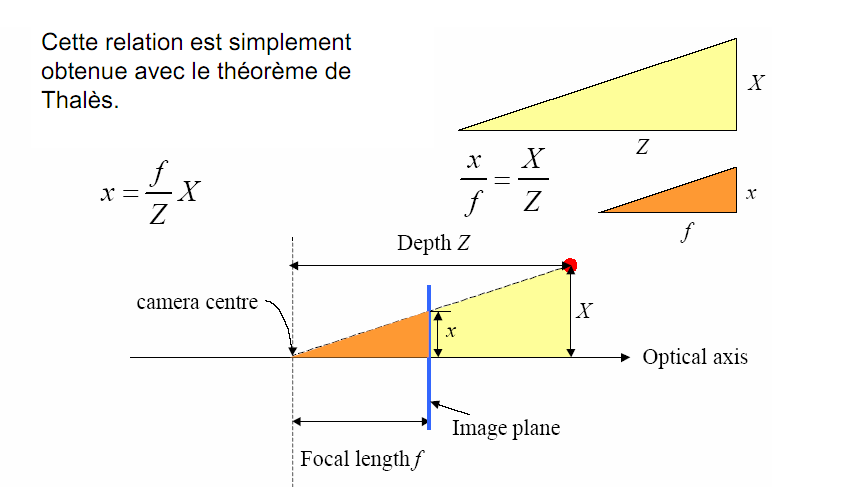 Cette relation est simplement
obtenue avec le théorème de
Thalès.
X
Z
x = f/Z X
x/f = X/Z
x
f
Depth Z
camera centre
X
x
Optical axis
Image plane
Focal length f